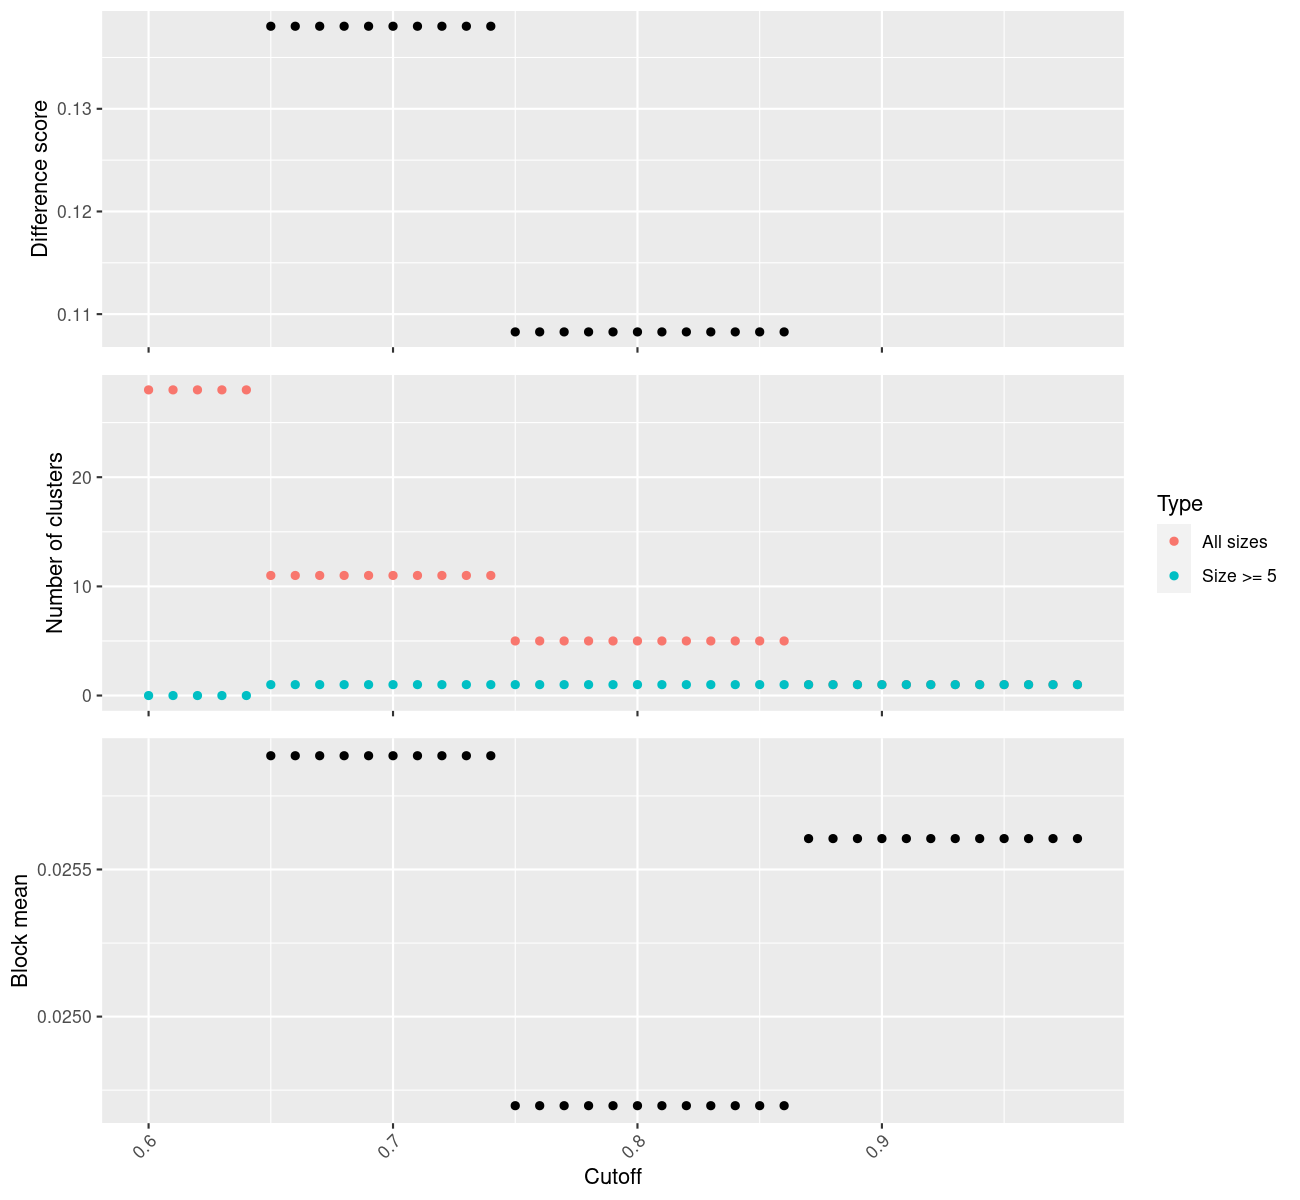 Difference score
0.13
0.12
0.11
Number of clusters
20
10
0
Type
All sizes
Size >= 5
Block mean
0.0255
0.0250
0.6
0.7
0.8
0.9
Cutoff